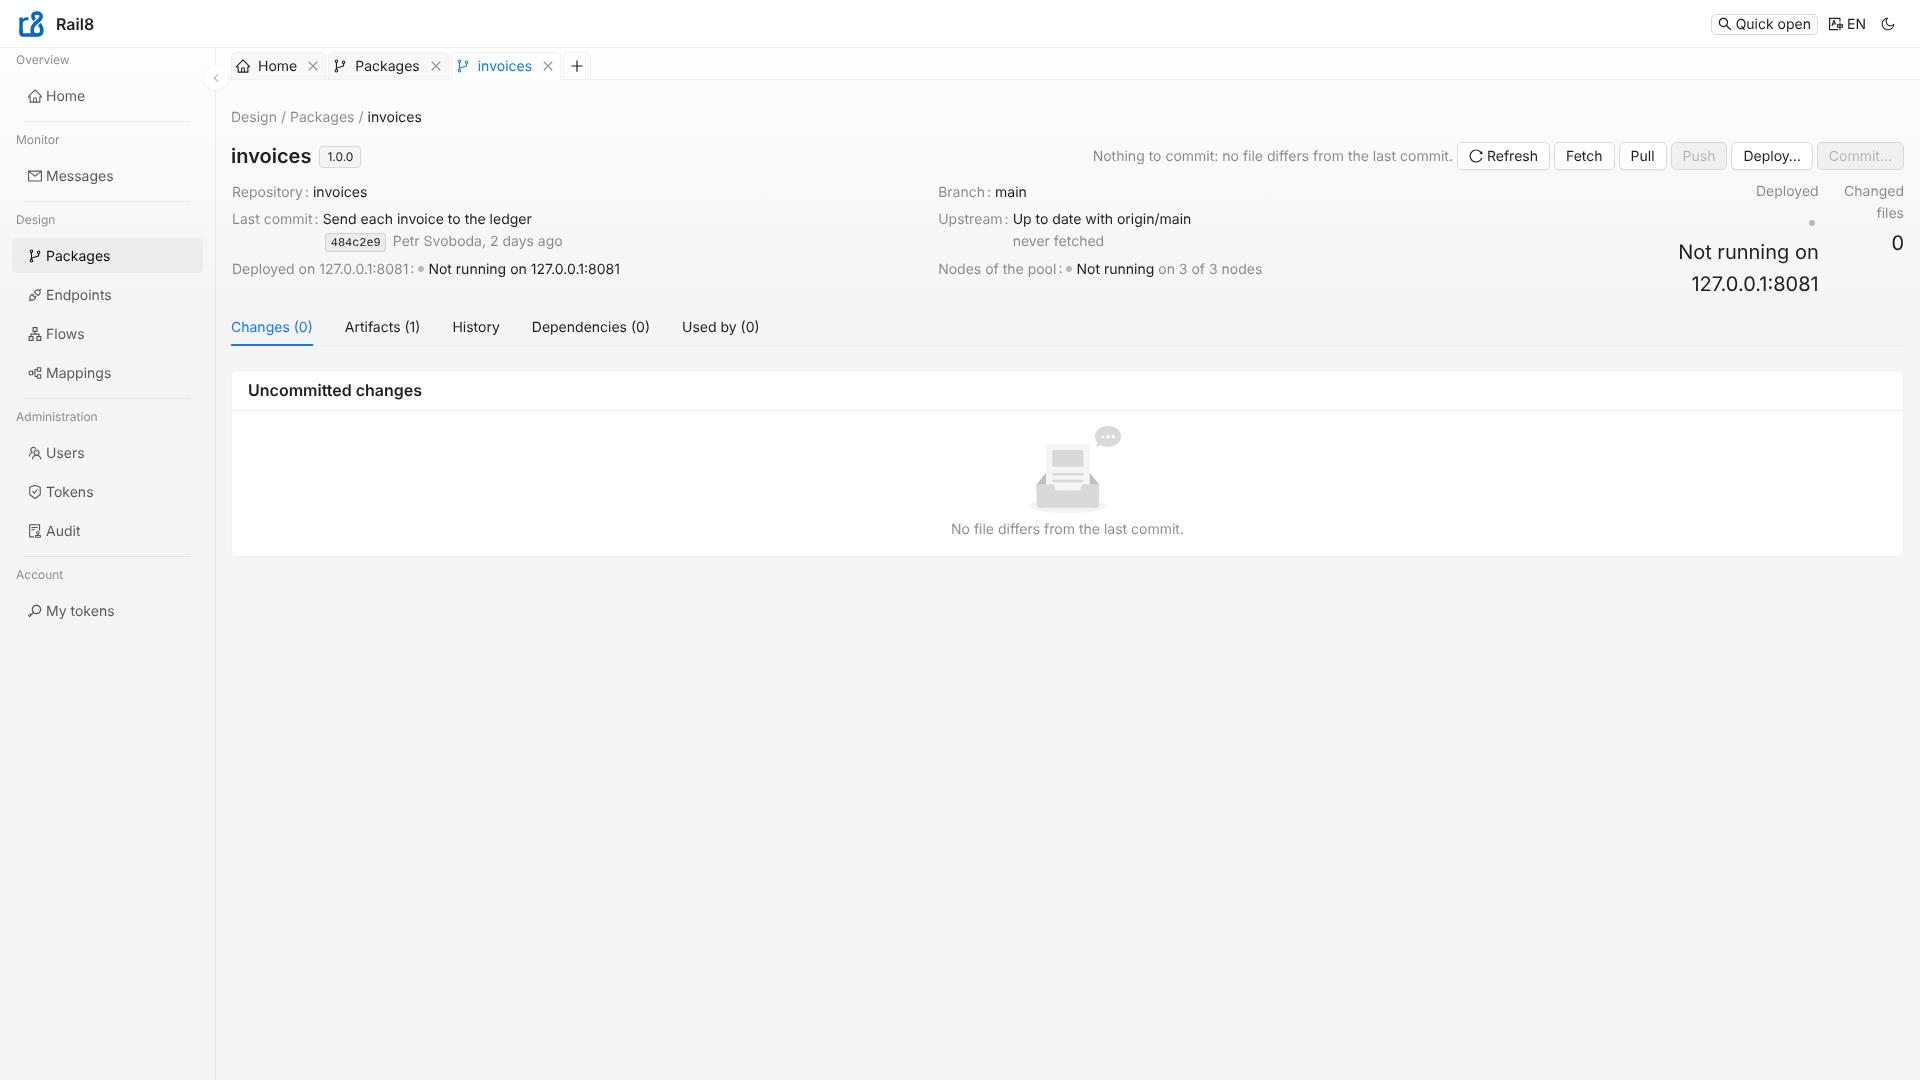 Rail8
Quick open
EN
Overview
Home
Monitor
Messages
Design
Packages
Endpoints
Flows
Mappings
Administration
Users
Tokens
Audit
Account
My tokens
Home
Packages
invoices
Design / Packages / invoices
invoices 1.0.0
Nothing to commit: no file differs from the last commit.
Refresh
Fetch
Pull
Push
Deploy...
Commit...
Repository: invoices
Branch: main
Last commit: Send each invoice to the ledger
484c2e9 Petr Svoboda, 2 days ago
Upstream: Up to date with origin/main
never fetched
Deployed on 127.0.0.1:8081: Not running on 127.0.0.1:8081
Nodes of the pool: Not running on 3 of 3 nodes
Deployed
Not running on
127.0.0.1:8081
Changed
files
0
Changes (0)
Artifacts (1)
History
Dependencies (0)
Used by (0)
Uncommitted changes
No file differs from the last commit.